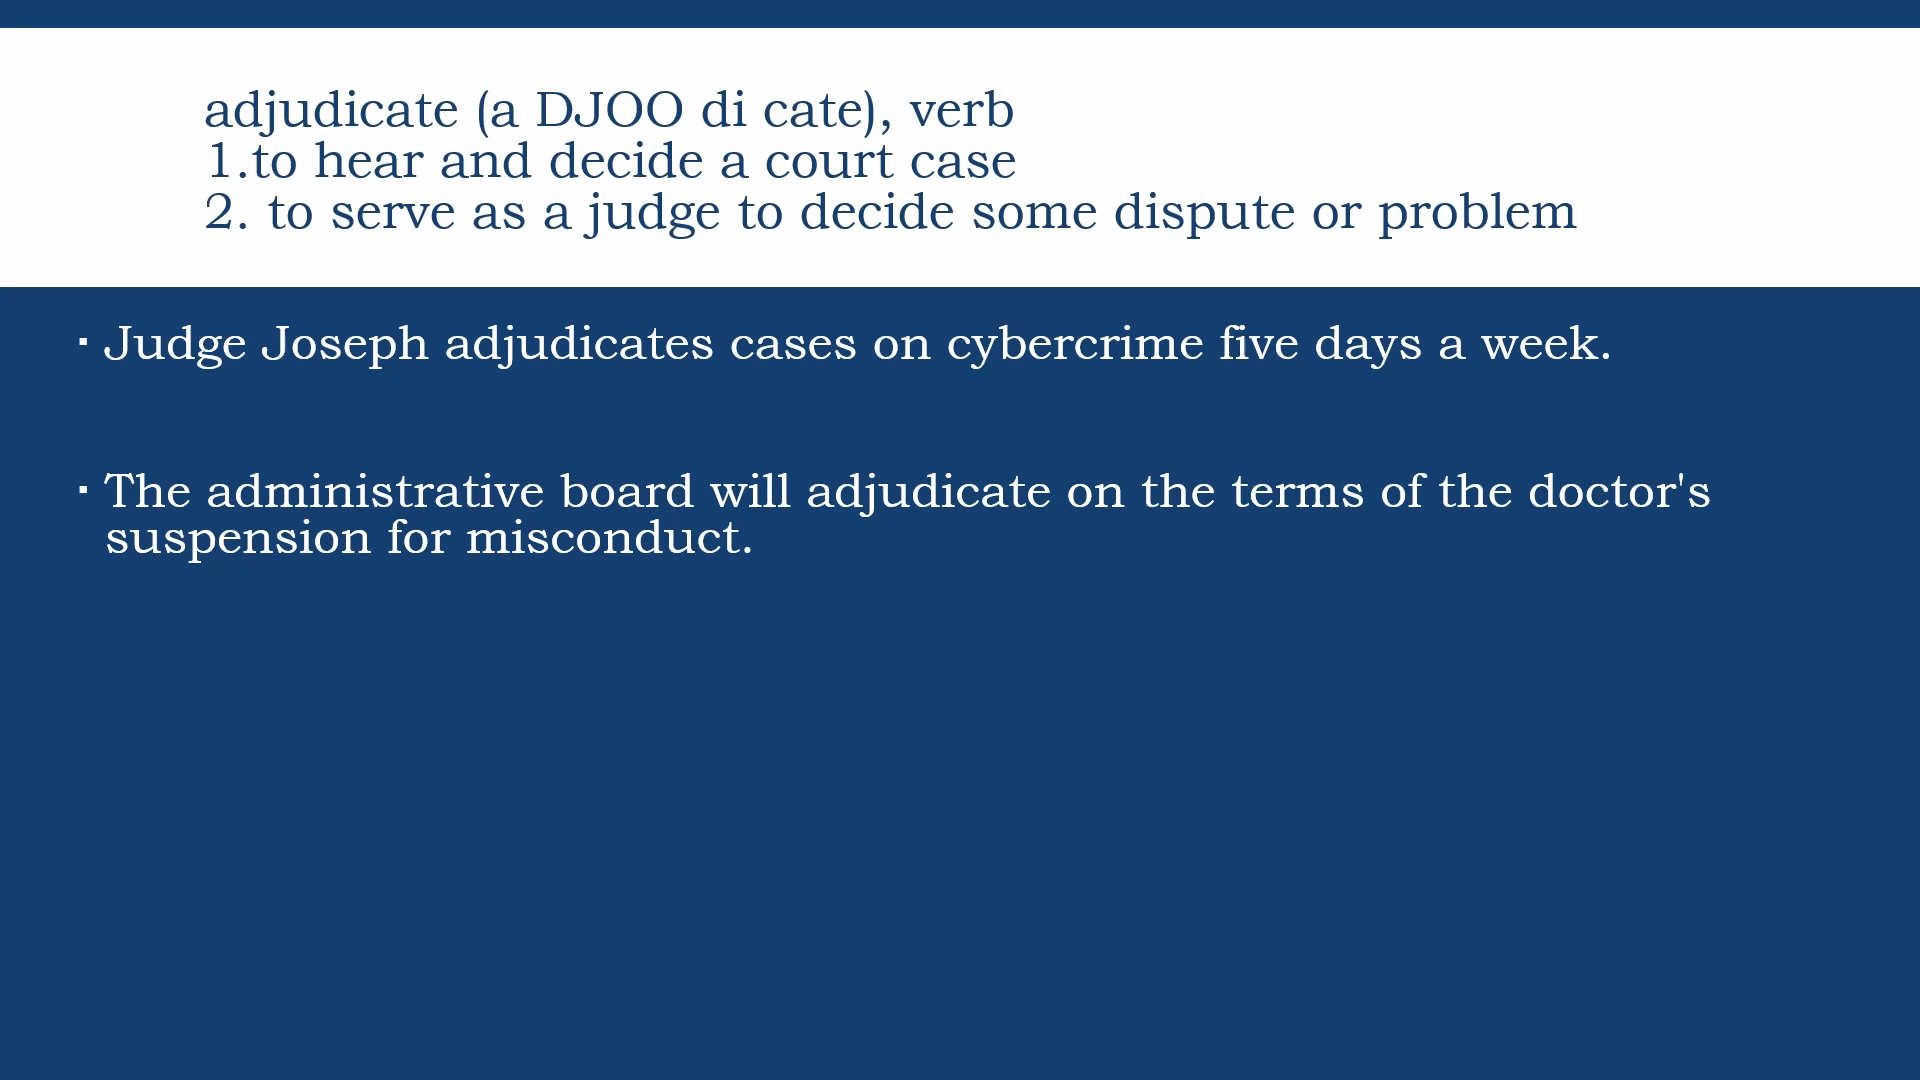 adjudicate (a DJOO di cate), verb
1.to hear and decide a court case
2. to serve as a judge to decide some dispute or problem
▪ Judge Joseph adjudicates cases on cybercrime five days a week.
▪ The administrative board will adjudicate on the terms of the doctor's
suspension for misconduct.